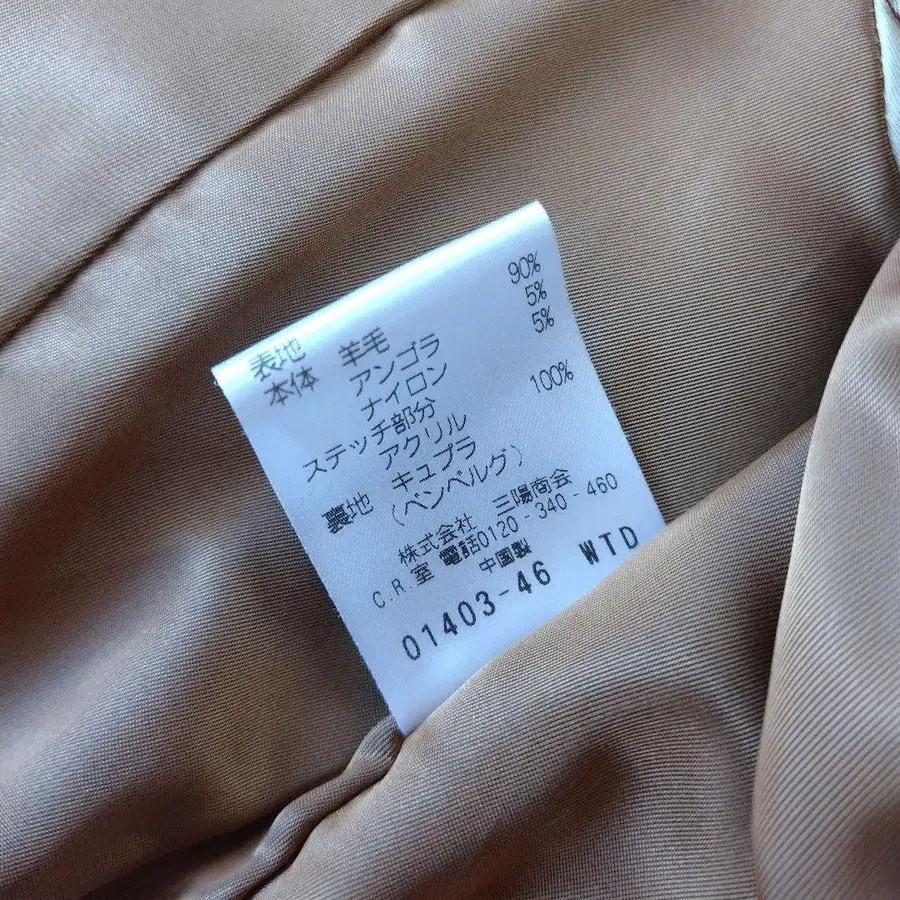 表地 羊毛 90%
本体 アンゴラ 5%
ナイロン 5%
ステッチ部分
アクリル 100%
裏地 キュプラ
(ベンベルグ)
株式会社 三陽商会
C.R.室 電話0120-340-460
中国製
01403-46 WTD